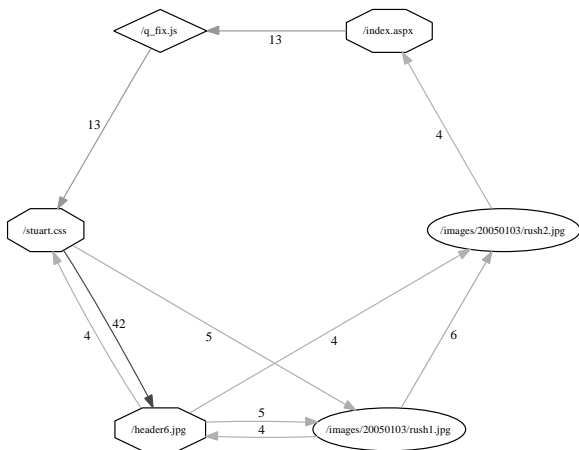 /q_fix.js
/index.aspx
13
13
4
/stuart.css
/images/20050103/rush2.jpg
42
4
5
4
6
5
/header6.jpg
4
/images/20050103/rush1.jpg